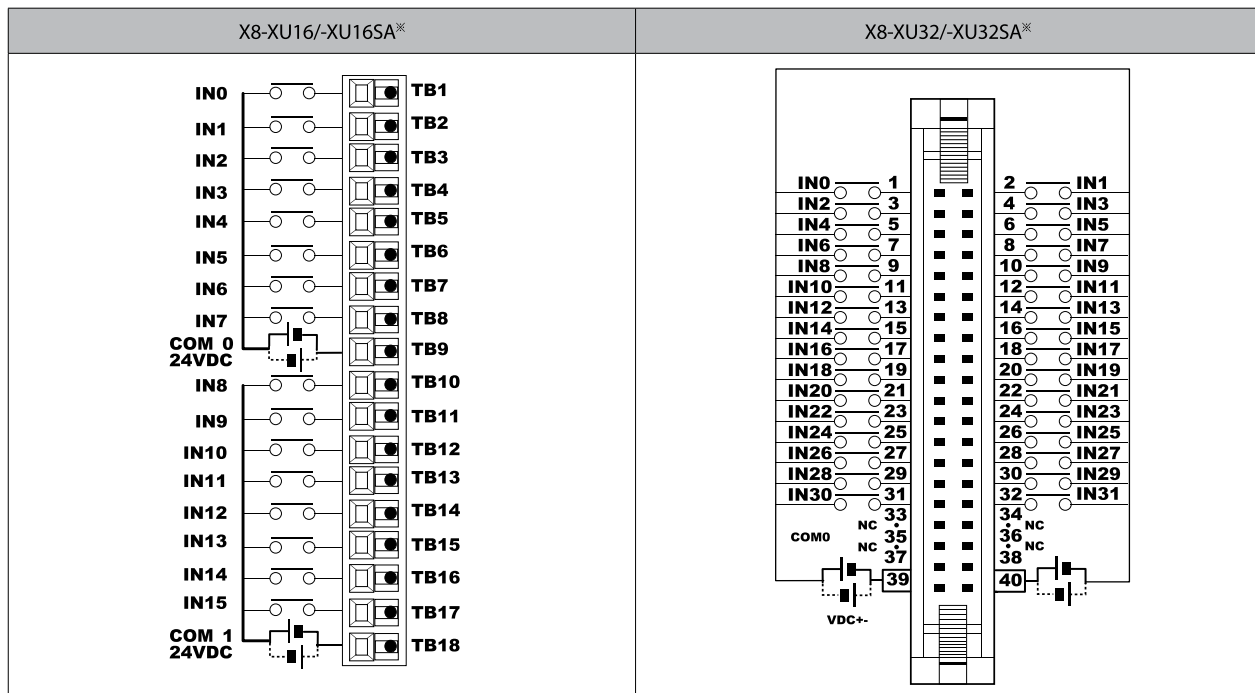 X8-XU16/-XU16SA※
X8-XU32/-XU32SA※
IN0 TB1
IN1 TB2
IN2 TB3
IN3 TB4
IN4 TB5
IN5 TB6
IN6 TB7
IN7 TB8
COM 0
24VDC TB9
IN8 TB10
IN9 TB11
IN10 TB12
IN11 TB13
IN12 TB14
IN13 TB15
IN14 TB16
IN15 TB17
COM 1
24VDC TB18
IN0 1 2 IN1
IN2 3 4 IN3
IN4 5 6 IN5
IN6 7 8 IN7
IN8 9 10 IN9
IN10 11 12 IN11
IN12 13 14 IN13
IN14 15 16 IN15
IN16 17 18 IN17
IN18 19 20 IN19
IN20 21 22 IN21
IN22 23 24 IN23
IN24 25 26 IN25
IN26 27 28 IN27
IN28 29 30 IN29
IN30 31 32 IN31
33 34
NC • • NC
COM0 35 36
NC • • NC
37 38
39 40
VDC+-